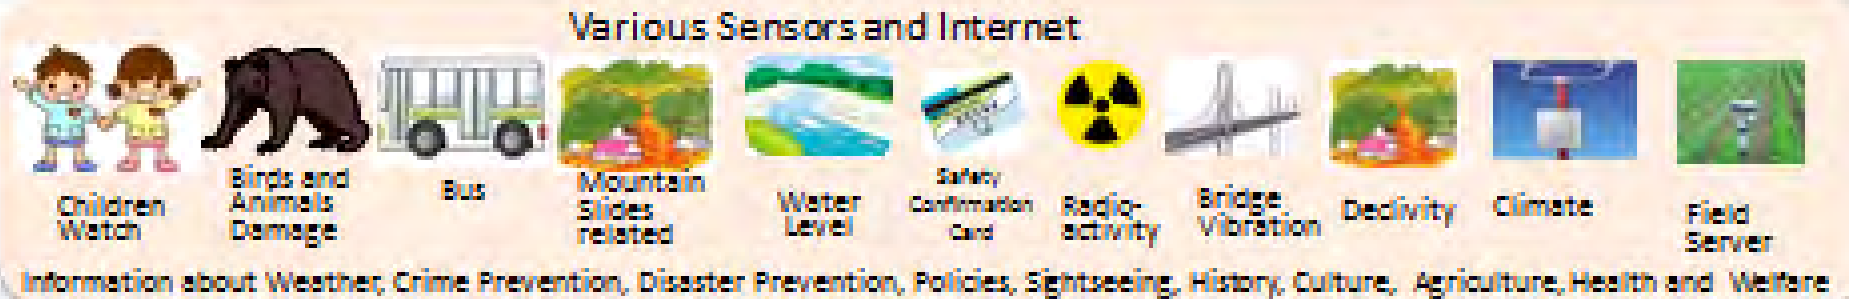 Various Sensors and Internet
Children
Watch
Birds and
Animals
Damage
Bus
Mountain
Slides
related
Water
Level
Safety
Confirmation
Card
Radio-
activity
Bridge
Vibration
Declivity
Climate
Field
Server
Information about Weather, Crime Prevention, Disaster Prevention, Policies, Sightseeing, History, Culture, Agriculture, Health and Welfare